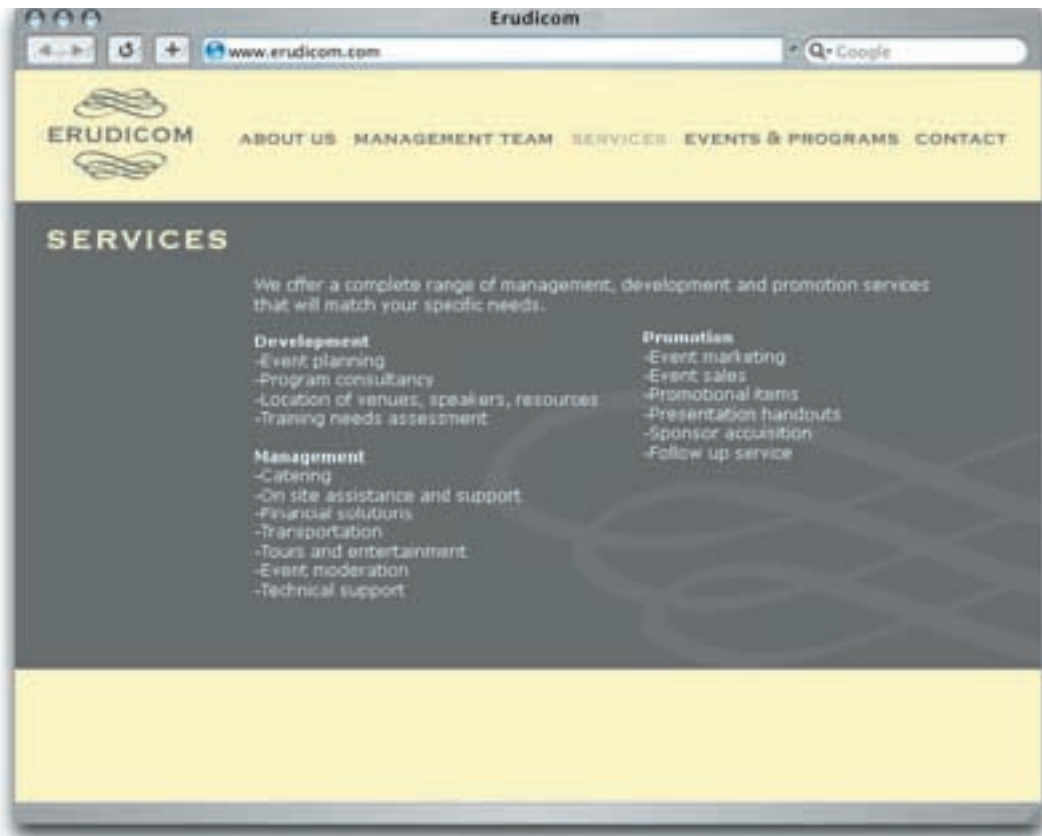 Erudicom
www.erudicom.com
Google
ERUDICOM
ABOUT US MANAGEMENT TEAM SERVICES EVENTS & PROGRAMS CONTACT
SERVICES
We offer a complete range of management, development and promotion services
that will match your specific needs.
Development
-Event planning
-Program consultancy
-Location of venues, speakers, resources
-Training needs assessment
Management
-Catering
-On site assistance and support
-Financial solutions
-Transportation
-Tours and entertainment
-Event moderation
-Technical support
Promotion
-Event marketing
-Event sales
-Promotional items
-Presentation handouts
-Sponsor acquisition
-Follow up service